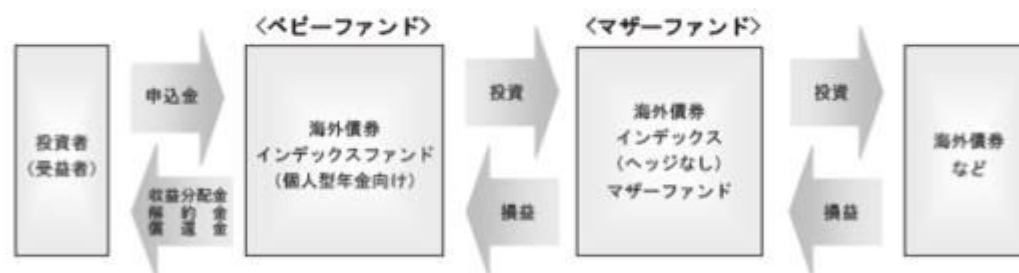 〈ベビーファンド〉
〈マザーファンド〉
投資者
（受益者）
申込金
収益分配金
解約金
償還金
海外債券
インデックスファンド
（個人型年金向け）
投資
損益
海外債券
インデックス
（ヘッジなし）
マザーファンド
投資
損益
海外債券
など